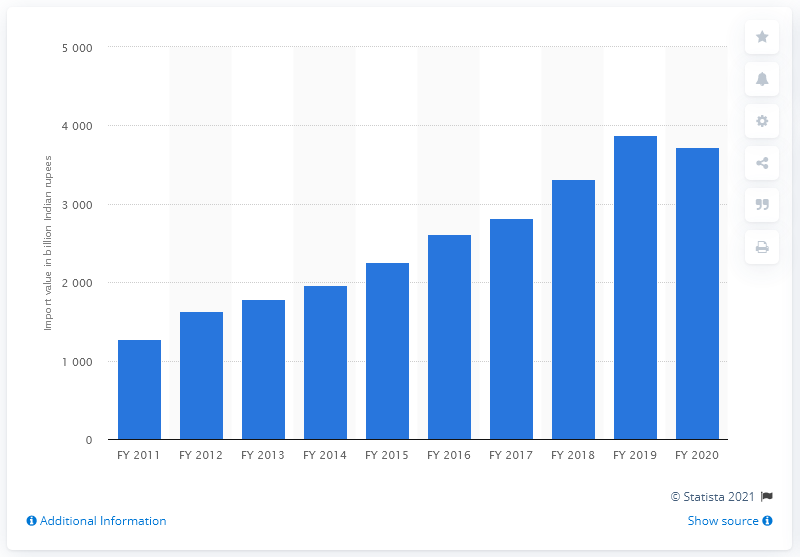 5 000
4 000
3 000
2 000
1 000
0
Import value in billion Indian rupees
FY 2011 FY 2012 FY 2013 FY 2014 FY 2015 FY 2016 FY 2017 FY 2018 FY 2019 FY 2020
© Statista 2021
Additional Information
Show source